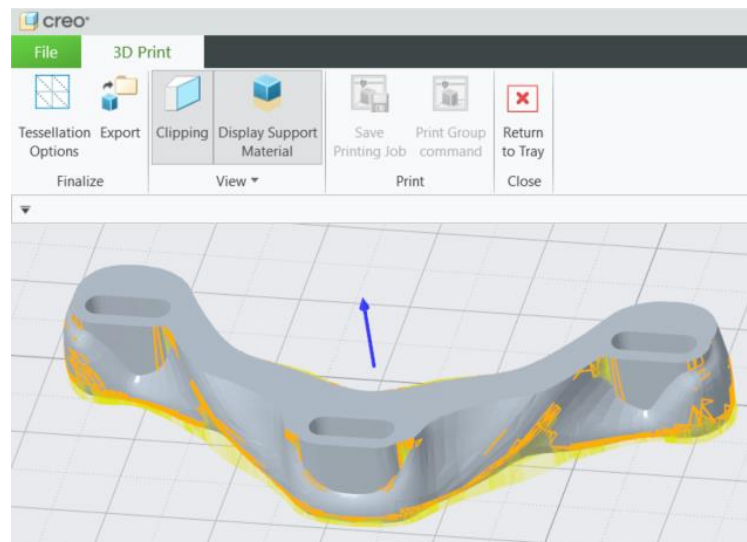 creo
File 3D Print
Tessellation Options
Export
Clipping
Display Support Material
Save Printing Job
Print Group command
Return to Tray
Finalize View Print Close